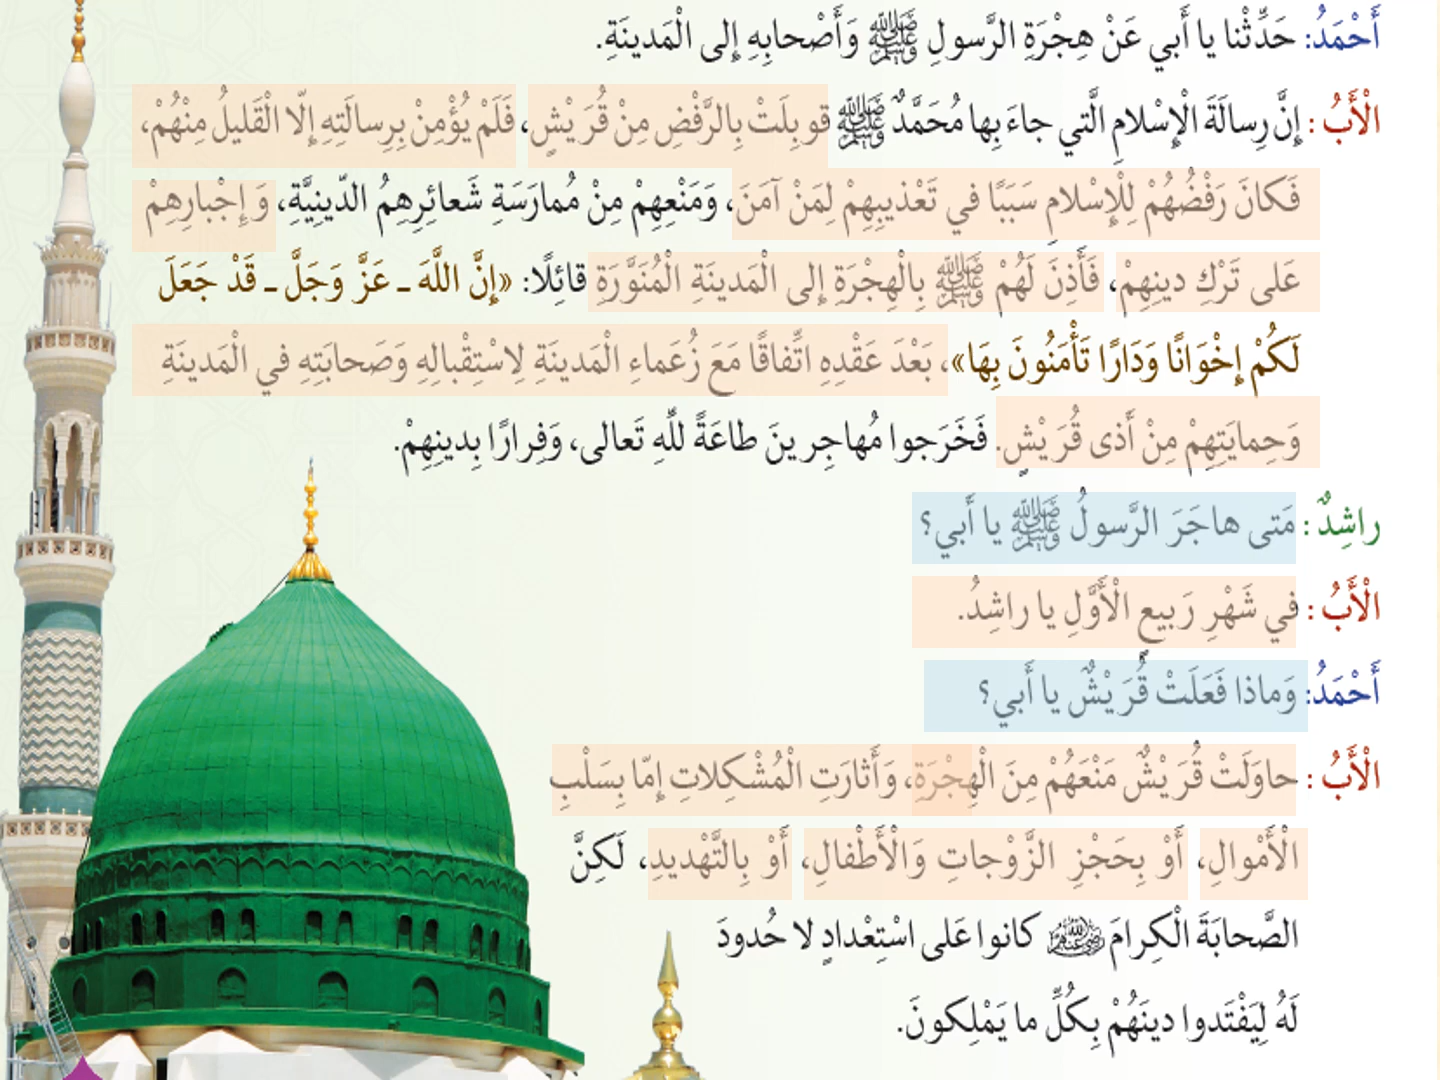 أَحْمَدُ: حَدِّثْنا يا أَبي عَنْ هِجْرَةِ الرَّسولِ ﷺ وَأَصْحابِهِ إِلى الْمَدينَةِ.
الْأَبُ: إِنَّ رِسالَةَ الْإِسْلامِ الَّتي جاءَ بِها مُحَمَّدٌ ﷺ قوبِلَتْ بِالرَّفْضِ مِنْ قُرَيْشٍ، فَلَمْ يُؤْمِنْ بِرِسالَتِهِ إِلّا الْقَليلُ مِنْهُمْ،
فَكانَ رَفْضُهُمْ لِلْإِسْلامِ سَبَبًا في تَعْذيبِهِمْ لِمَنْ آمَنَ، وَمَنْعِهِمْ مِنْ مُمارَسَةِ شَعائِرِهِمُ الدّينِيَّةِ، وَإِجْبارِهِمْ
عَلى تَرْكِ دينِهِمْ، فَأَذِنَ لَهُمْ ﷺ بِالْهِجْرَةِ إِلى الْمَدينَةِ الْمُنَوَّرَةِ قائِلًا: «إِنَّ اللَّهَ ـ عَزَّ وَجَلَّ ـ قَدْ جَعَلَ
لَكُمْ إِخْوَانًا وَدَارًا تَأْمَنُونَ بِهَا»، بَعْدَ عَقْدِهِ اتِّفاقًا مَعَ زُعَماءِ الْمَدينَةِ لِاسْتِقْبالِهِ وَصَحابَتِهِ في الْمَدينَةِ
وَحِمايَتِهِمْ مِنْ أَذى قُرَيْشٍ. فَخَرَجوا مُهاجِرينَ طاعَةً للَّهِ تَعالى، وَفِرارًا بِدينِهِمْ.
راشِدٌ: مَتى هاجَرَ الرَّسولُ ﷺ يا أَبي؟
الْأَبُ: في شَهْرِ رَبيعٍ الْأَوَّلِ يا راشِدُ.
أَحْمَدُ: وَماذا فَعَلَتْ قُرَيْشٌ يا أَبي؟
الْأَبُ: حاوَلَتْ قُرَيْشٌ مَنْعَهُمْ مِنَ الْهِجْرَةِ، وَأَثارَتِ الْمُشْكِلاتِ إِمّا بِسَلْبِ
الْأَمْوالِ، أَوْ بِحَجْزِ الزَّوْجاتِ وَالْأَطْفالِ، أَوْ بِالتَّهْديدِ، لَكِنَّ
الصَّحابَةَ الْكِرامَ رضي الله عنهم كانوا عَلى اسْتِعْدادٍ لا حُدودَ
لَهُ لِيَفْتَدوا دينَهُمْ بِكُلِّ ما يَمْلِكونَ.